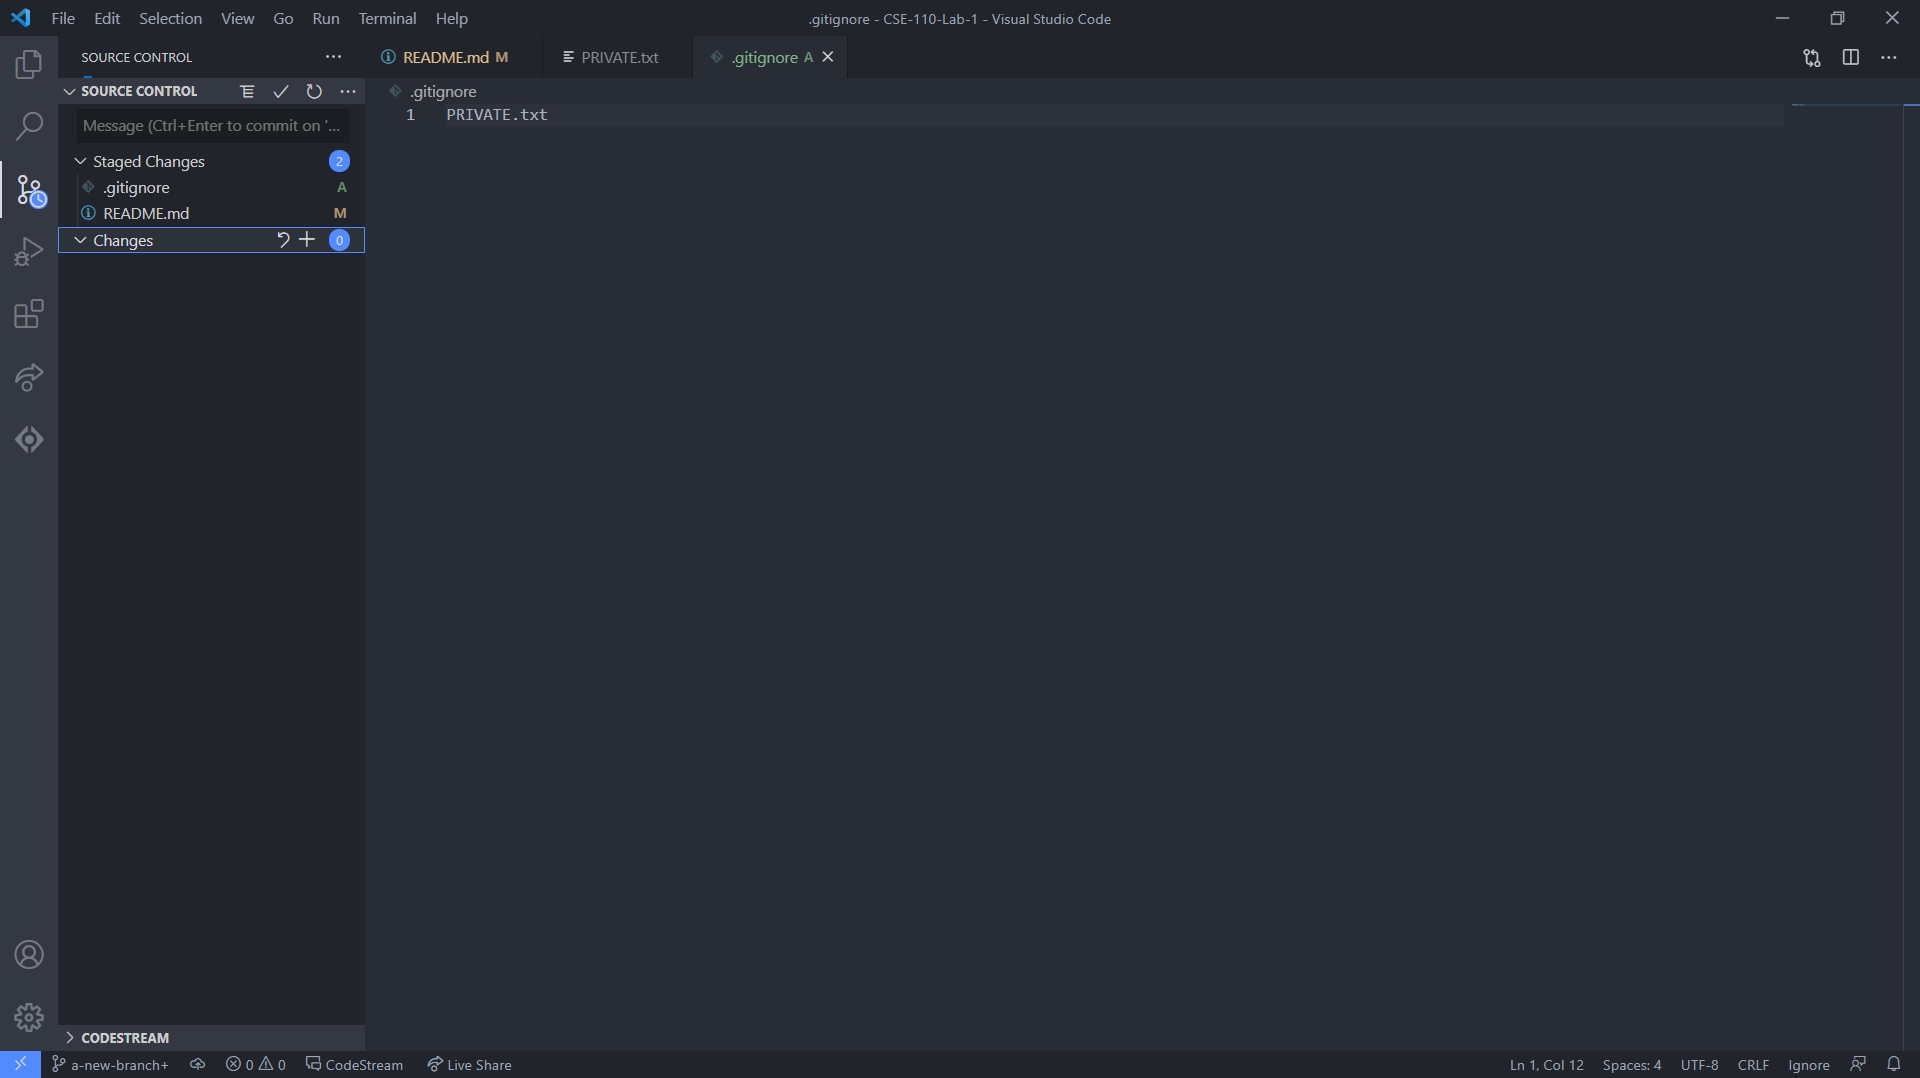 File Edit Selection View Go Run Terminal Help
.gitignore - CSE-110-Lab-1 - Visual Studio Code
SOURCE CONTROL
README.md M
PRIVATE.txt
.gitignore A
SOURCE CONTROL
.gitignore
1 PRIVATE.txt
Message (Ctrl+Enter to commit on '...
Staged Changes 2
.gitignore A
README.md M
Changes 0
CODESTREAM
a-new-branch+
0 0
CodeStream
Live Share
Ln 1, Col 12
Spaces: 4
UTF-8
CRLF
Ignore